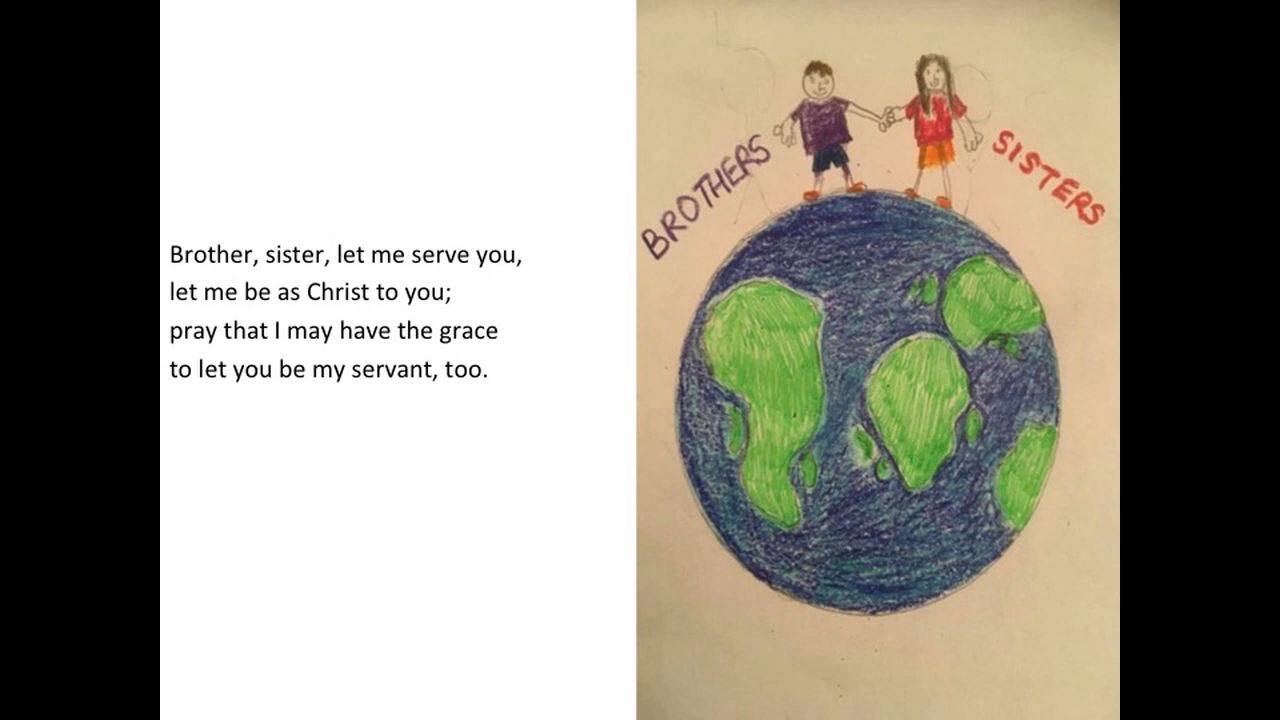 Brother, sister, let me serve you,
let me be as Christ to you;
pray that I may have the grace
to let you be my servant, too.
BROTHERS
SISTERS